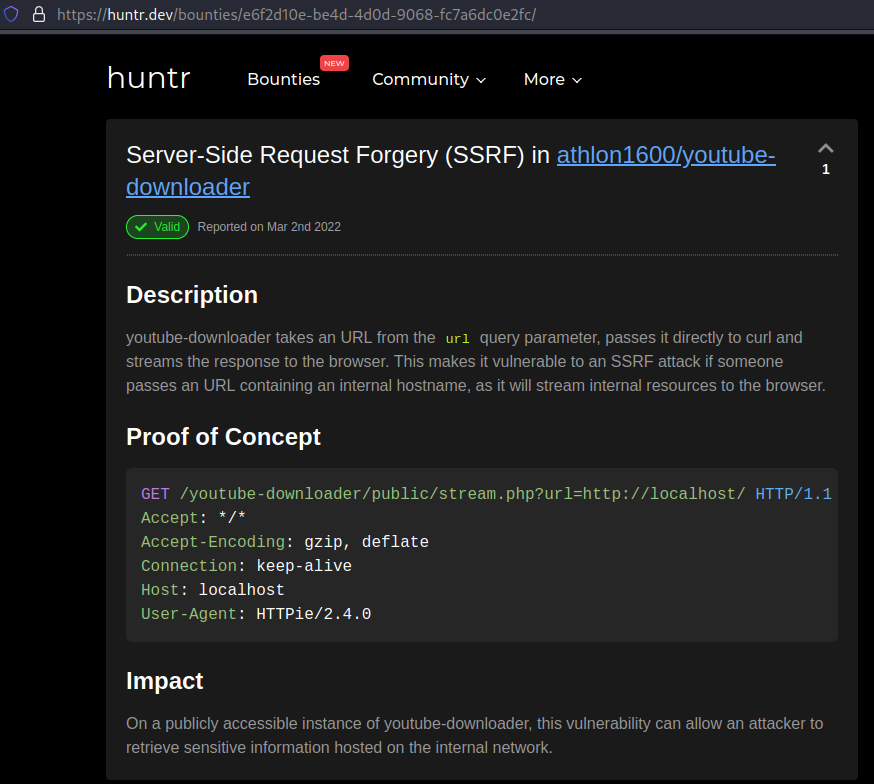 https://huntr.dev/bounties/e6f2d10e-be4d-4d0d-9068-fc7a6dc0e2fc/
huntr Bounties NEW Community More
Server-Side Request Forgery (SSRF) in athlon1600/youtube-
downloader
1
Valid Reported on Mar 2nd 2022
Description
youtube-downloader takes an URL from the url query parameter, passes it directly to curl and
streams the response to the browser. This makes it vulnerable to an SSRF attack if someone
passes an URL containing an internal hostname, as it will stream internal resources to the browser.
Proof of Concept
GET /youtube-downloader/public/stream.php?url=http://localhost/ HTTP/1.1
Accept: */*
Accept-Encoding: gzip, deflate
Connection: keep-alive
Host: localhost
User-Agent: HTTPie/2.4.0
Impact
On a publicly accessible instance of youtube-downloader, this vulnerability can allow an attacker to
retrieve sensitive information hosted on the internal network.